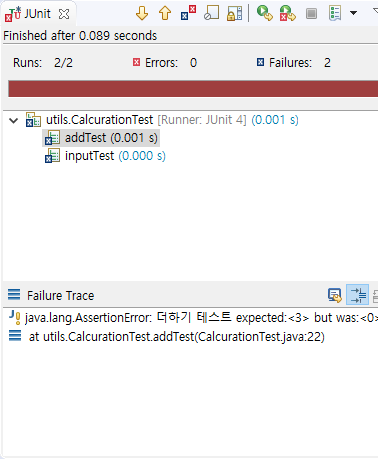 JUnit
Finished after 0.089 seconds
Runs: 2/2 Errors: 0 Failures: 2
utils.CalcurationTest [Runner: JUnit 4] (0.001 s)
addTest (0.001 s)
inputTest (0.000 s)
Failure Trace
java.lang.AssertionError: 더하기 테스트 expected:<3> but was:<0>
at utils.CalcurationTest.addTest(CalcurationTest.java:22)